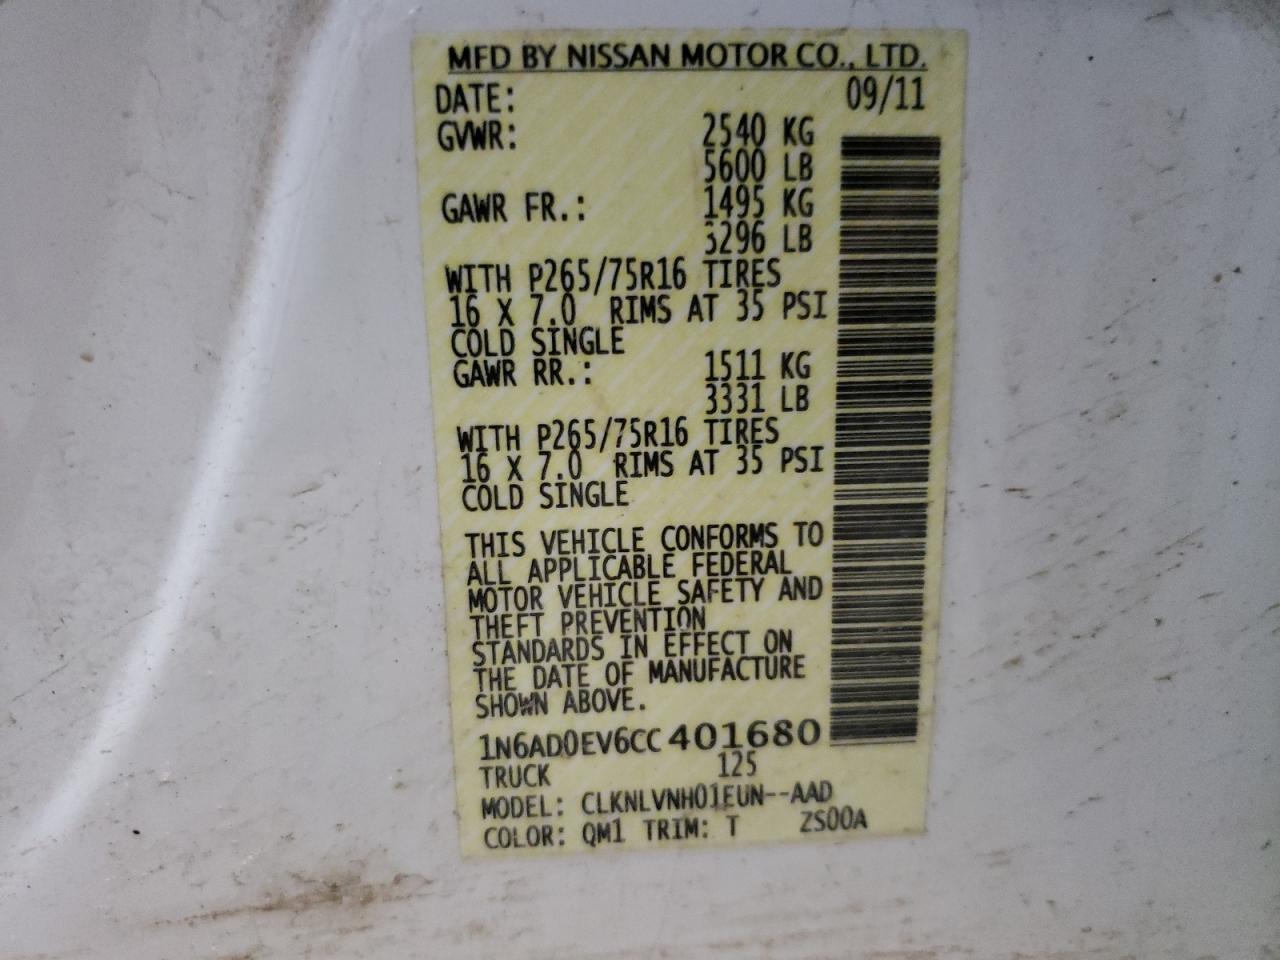 MFD BY NISSAN MOTOR CO., LTD.
DATE: 09/11
GVWR: 2540 KG
5600 LB
GAWR FR.: 1495 KG
3296 LB
WITH P265/75R16 TIRES
16 X 7.0 RIMS AT 35 PSI
COLD SINGLE
GAWR RR.: 1511 KG
3331 LB
WITH P265/75R16 TIRES
16 X 7.0 RIMS AT 35 PSI
COLD SINGLE
THIS VEHICLE CONFORMS TO
ALL APPLICABLE FEDERAL
MOTOR VEHICLE SAFETY AND
THEFT PREVENTION
STANDARDS IN EFFECT ON
THE DATE OF MANUFACTURE
SHOWN ABOVE.
1N6AD0EV6CC401680
TRUCK 125
MODEL: CLKNLVNH01EUN--AAD
COLOR: QM1 TRIM: T ZS00A